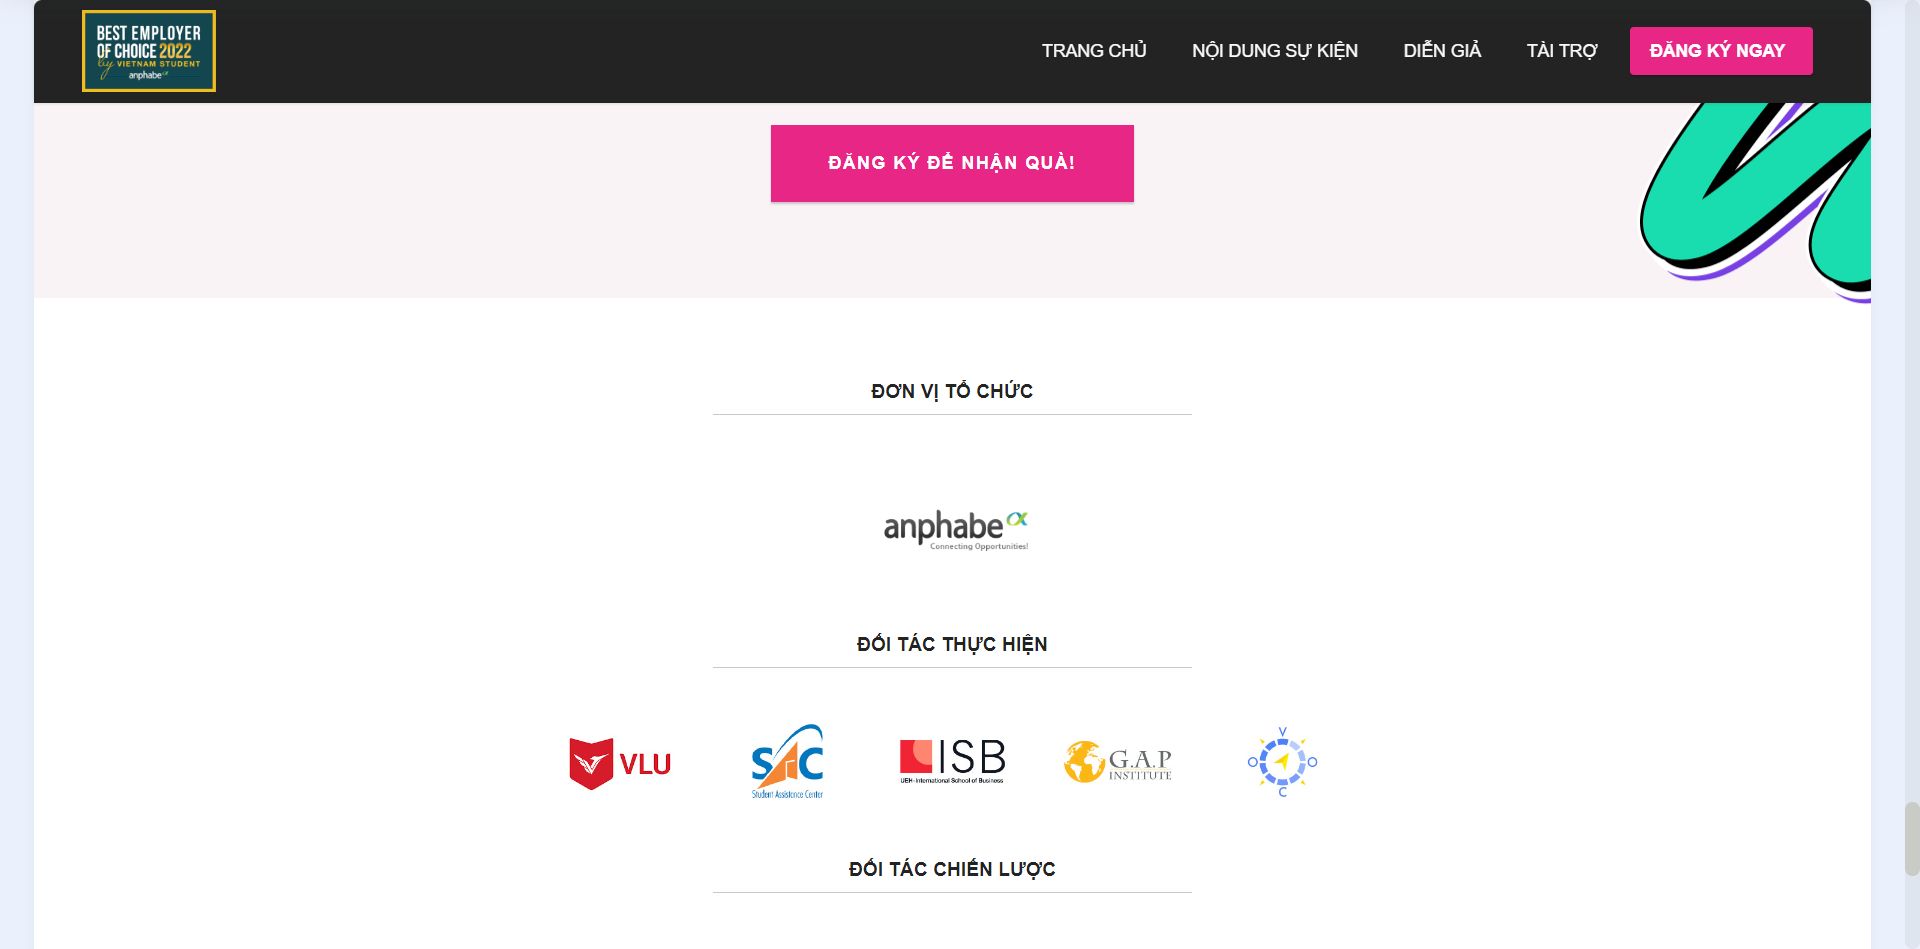 BEST EMPLOYER
OF CHOICE 2022
by VIETNAM STUDENT
anphabe
TRANG CHỦ
NỘI DUNG SỰ KIỆN
DIỄN GIẢ
TÀI TRỢ
ĐĂNG KÝ NGAY
ĐĂNG KÝ ĐỂ NHẬN QUÀ!
ĐƠN VỊ TỔ CHỨC
anphabe
Connecting Opportunities!
ĐỐI TÁC THỰC HIỆN
VLU
SAC
Student Assistance Center
ISB
UEH-International School of Business
G.A.P
INSTITUTE
V
O O
C
ĐỐI TÁC CHIẾN LƯỢC